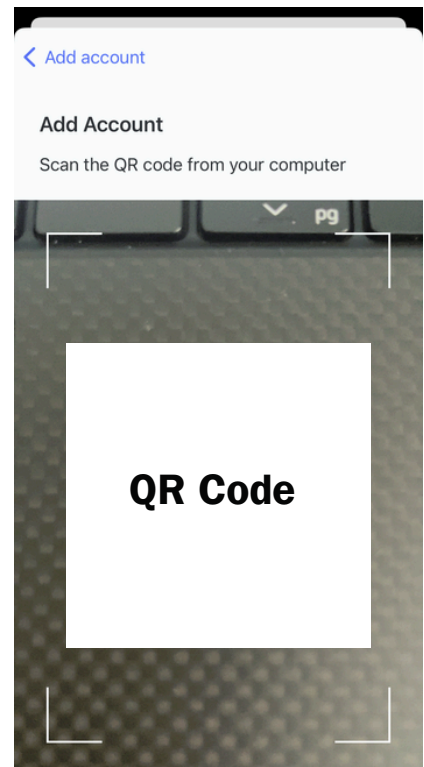 Add account
Add Account
Scan the QR code from your computer
pg
QR Code